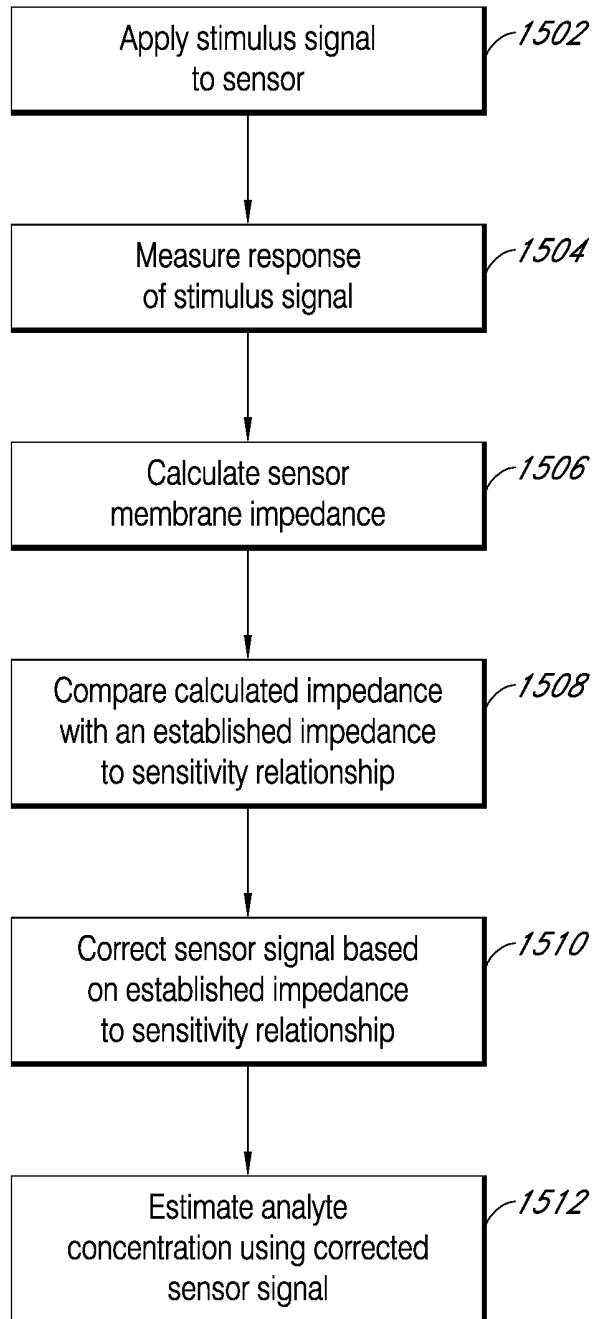 Apply stimulus signal
to sensor
1502
Measure response
of stimulus signal
1504
Calculate sensor
membrane impedance
1506
Compare calculated impedance
with an established impedance
to sensitivity relationship
1508
Correct sensor signal based
on established impedance
to sensitivity relationship
1510
Estimate analyte
concentration using corrected
sensor signal
1512